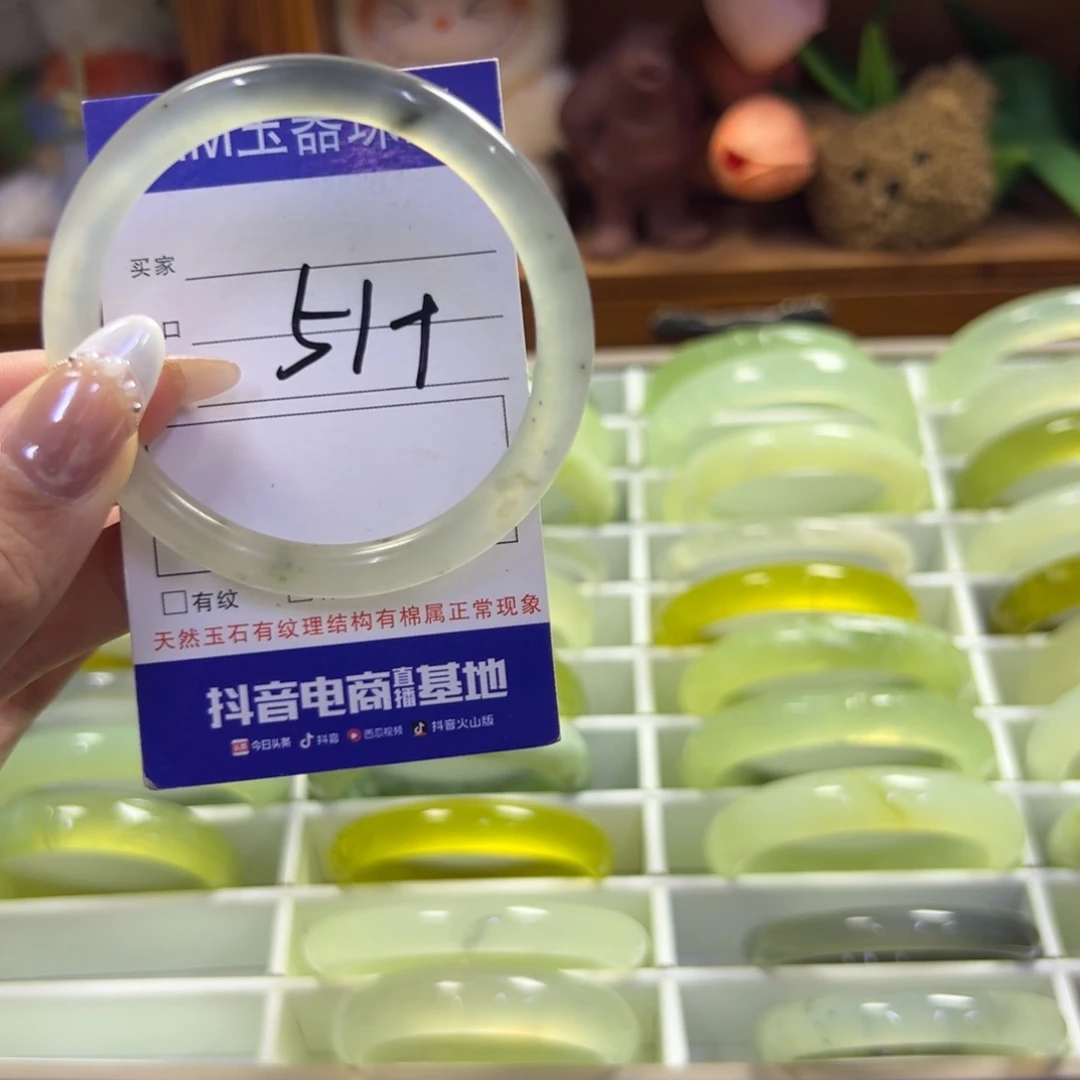 玉器珠
买家
口
511
有纹
天然玉石有纹理结构有棉属正常现象
抖音电商直播基地
今日头条 抖音 西瓜视频 抖音火山版